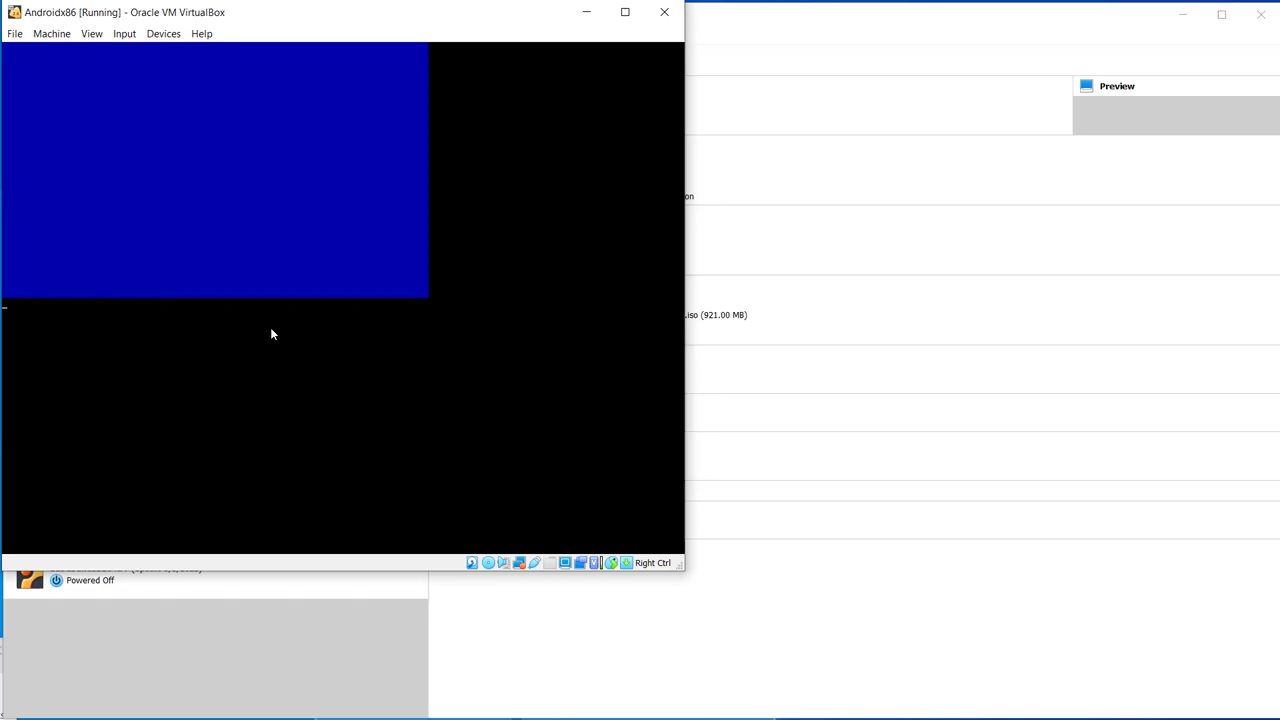 Androidx86 [Running] - Oracle VM VirtualBox
File Machine View Input Devices Help
Preview
on
.iso (921.00 MB)
Right Ctrl
Powered Off